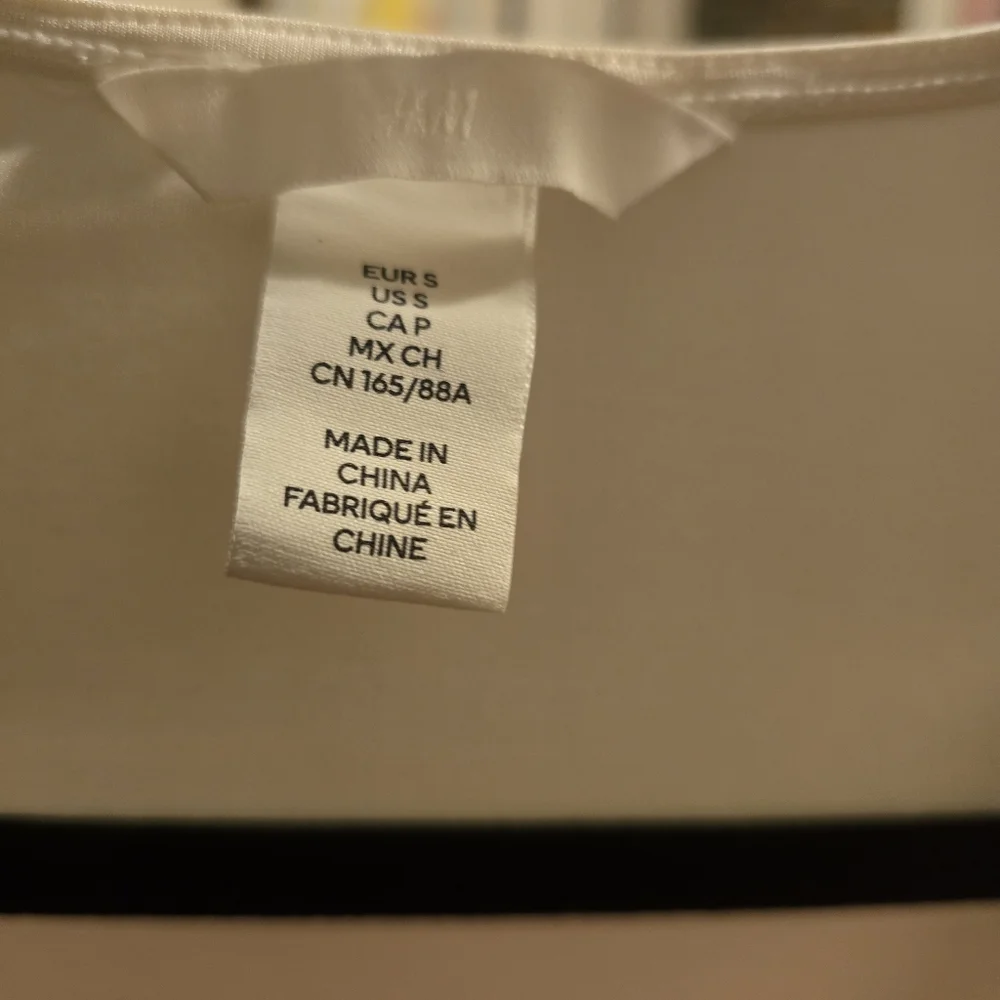 EUR S
US S
CA P
MX CH
CN 165/88A
MADE IN
CHINA
FABRIQUÉ EN
CHINE